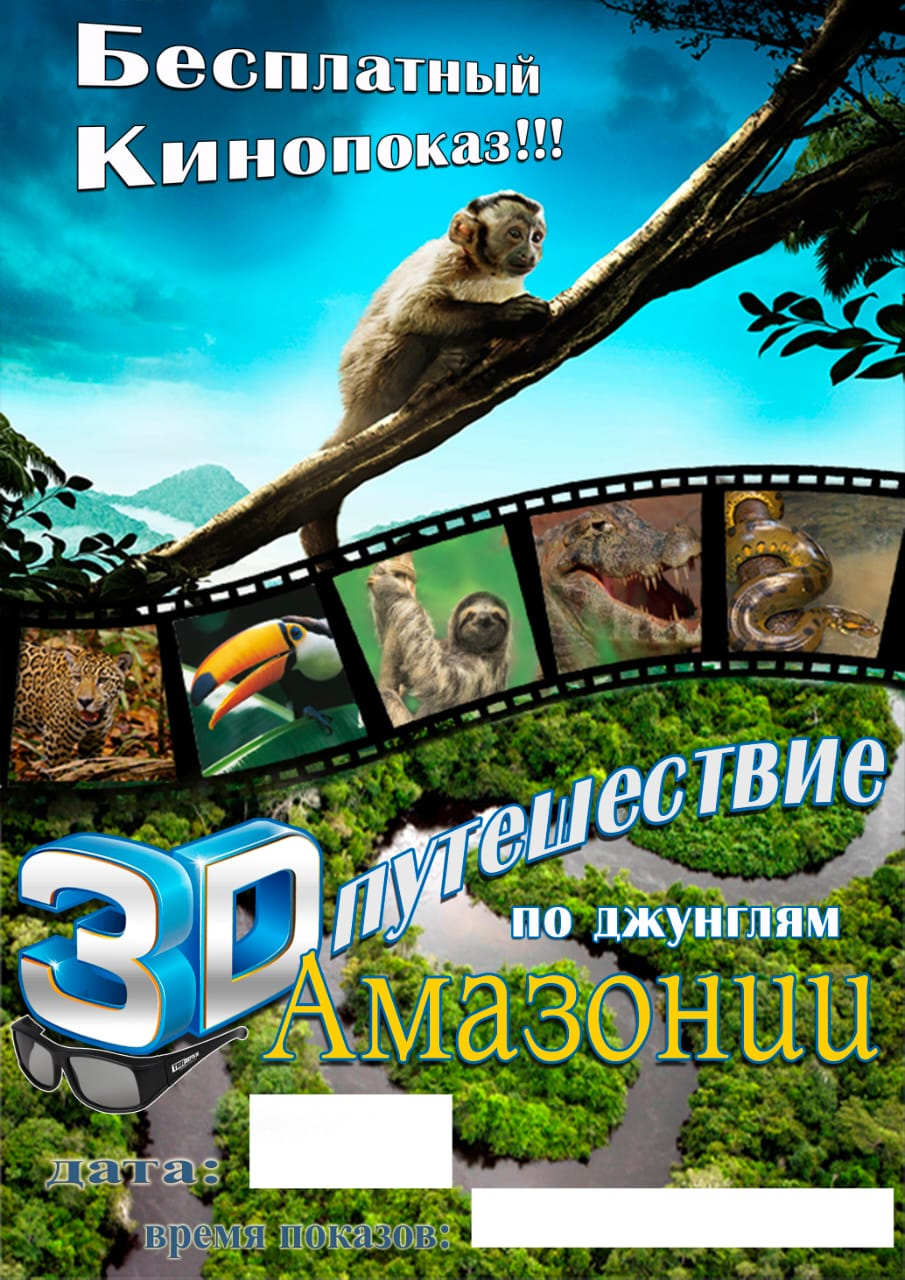 Бесплатный
Кинопоказ!!!
3D
путешествие
по джунглям
Амазонии
дата:
время показов: